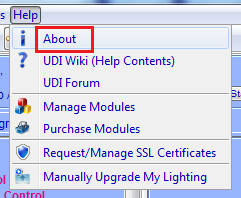 Help
About
UDI Wiki (Help Contents)
UDI Forum
Manage Modules
Purchase Modules
Request/Manage SSL Certificates
Manually Upgrade My Lighting
Control